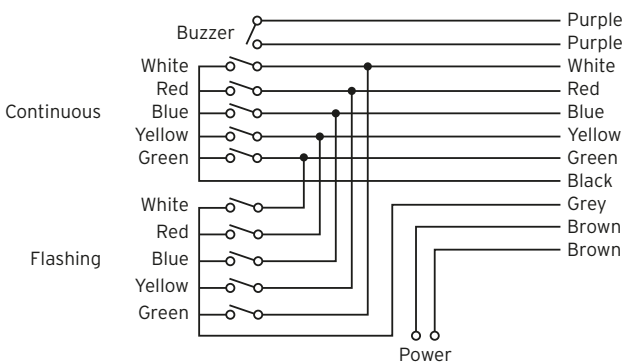 Buzzer
Purple
Purple
White
White
Red
Red
Continuous
Blue
Blue
Yellow
Yellow
Green
Green
Black
White
Grey
Red
Brown
Flashing
Blue
Brown
Yellow
Green
Power